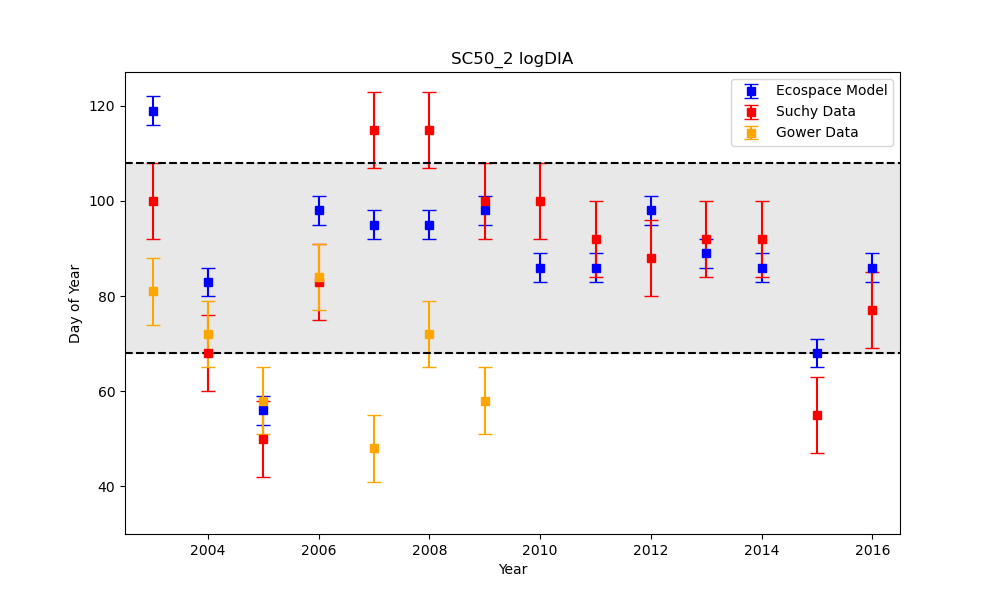 SC50_2 logDIA
Ecospace Model
Suchy Data
Gower Data
Day of Year
120
100
80
60
40
2004 2006 2008 2010 2012 2014 2016
Year